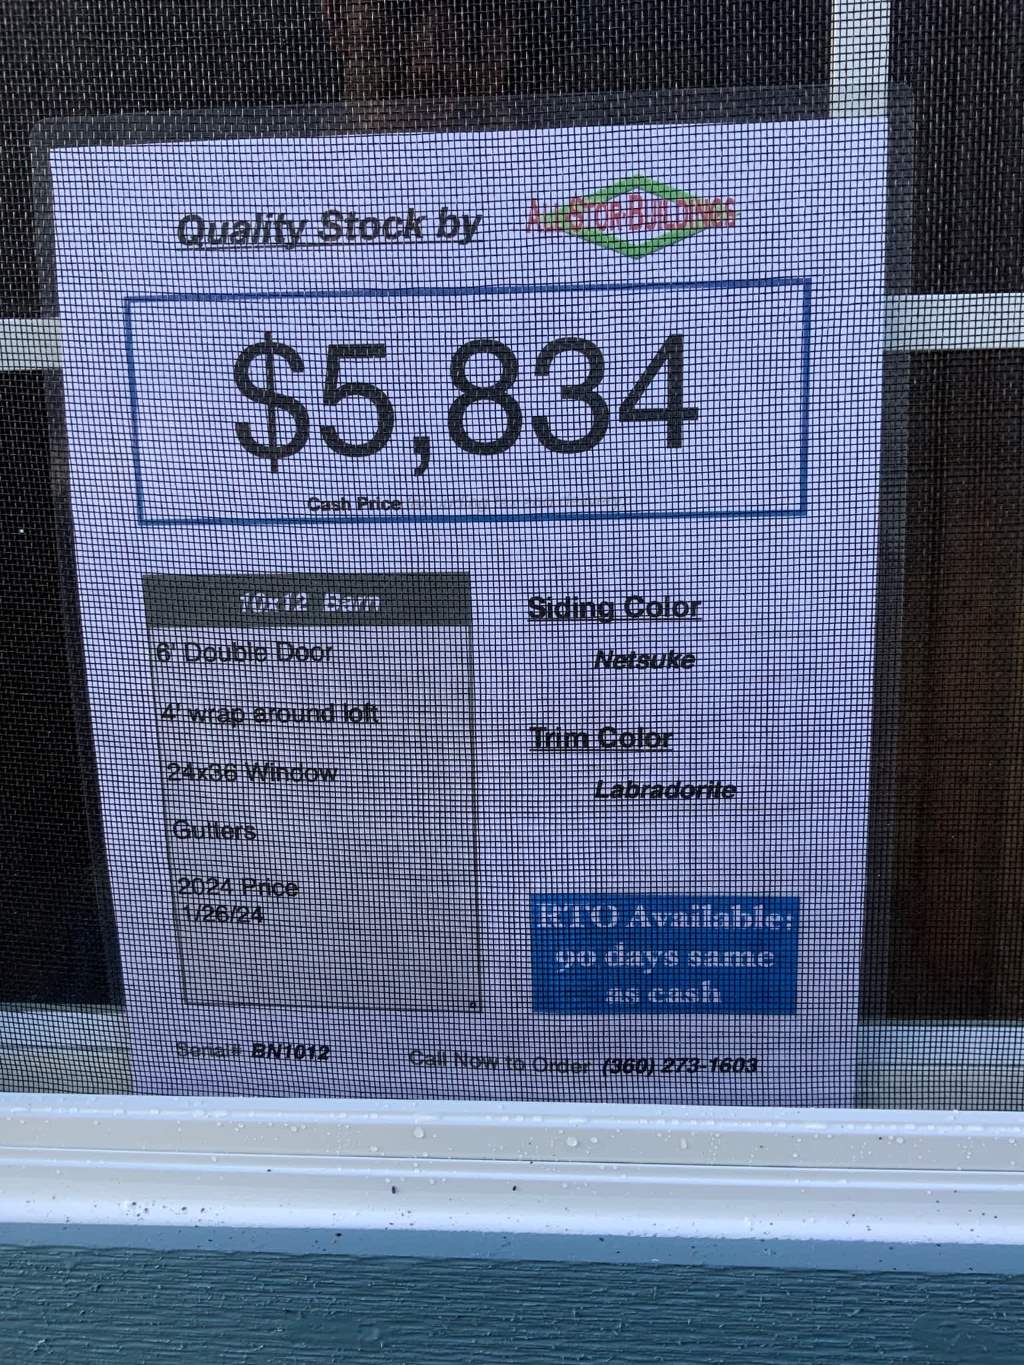 Quality Stock by
ALL-STOR-BUILDINGS
$5,834
Cash Price
10x12 Barn
6' Double Door
4' wrap around loft
24x36 Window
Gutters
2024 Price
1/26/24
Siding Color
Netsuke
Trim Color
Labradorite
RTO Available:
90 days same
as cash
Serial# BN1012
Call Now to Order (360) 273-1603